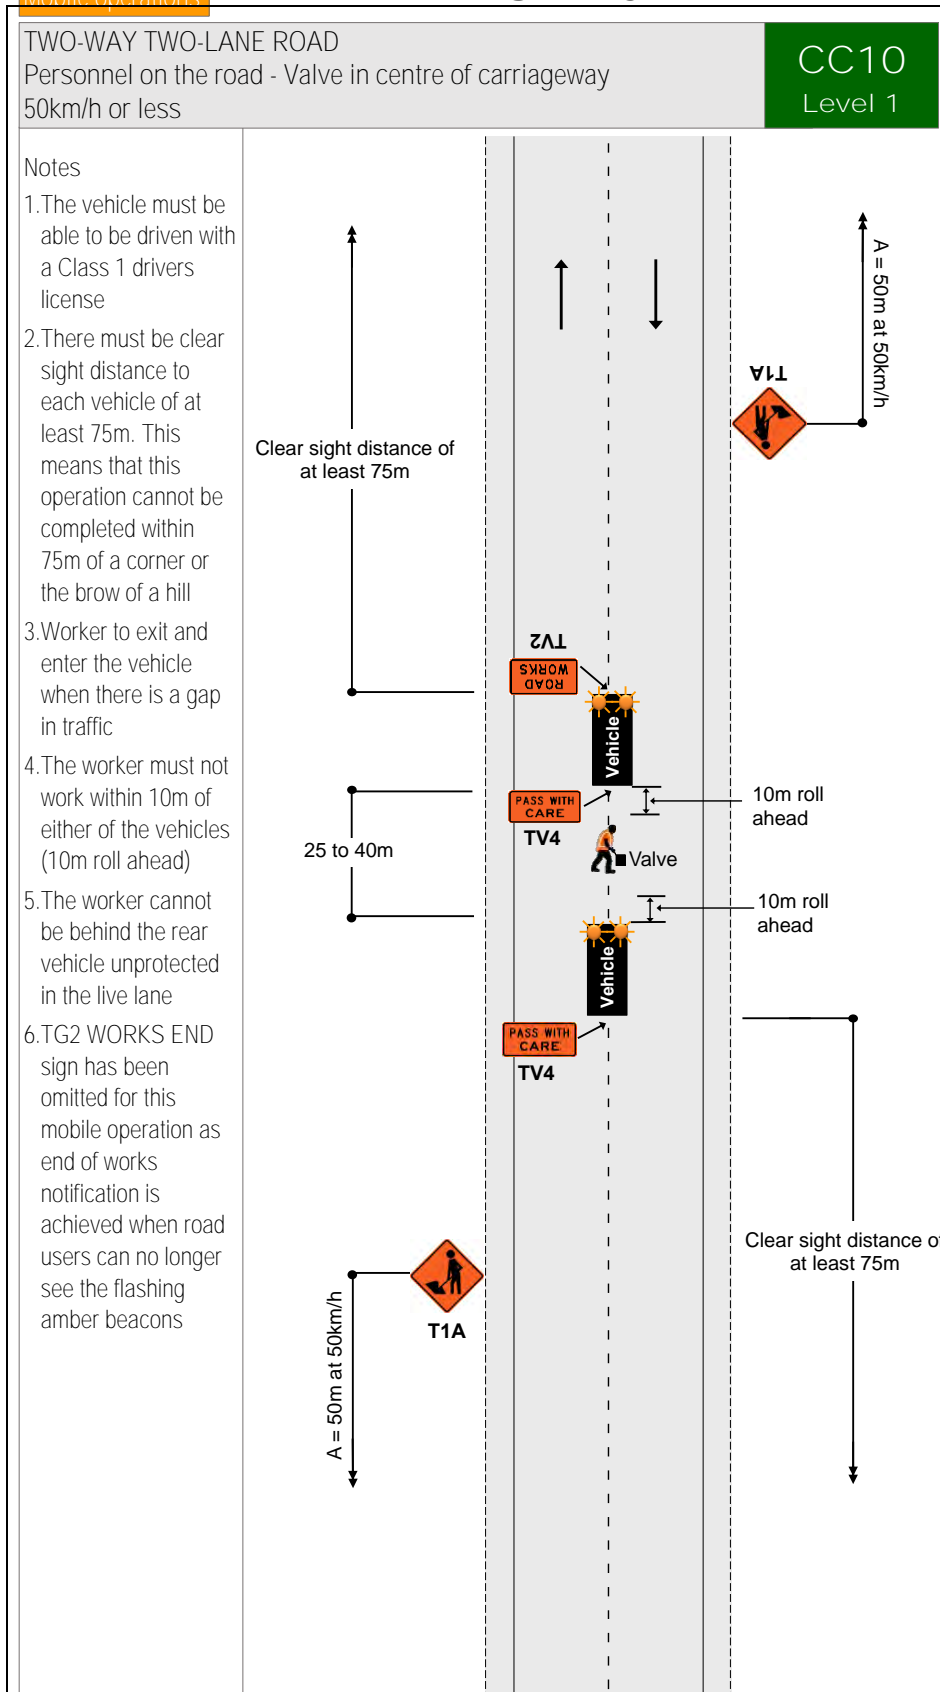 Mobile operations
TWO-WAY TWO-LANE ROAD
Personnel on the road - Valve in centre of carriageway
50km/h or less
CC10
Level 1
Notes
1.The vehicle must be
able to be driven with
a Class 1 drivers
license
2.There must be clear
sight distance to
each vehicle of at
least 75m. This
means that this
operation cannot be
completed within
75m of a corner or
the brow of a hill
3.Worker to exit and
enter the vehicle
when there is a gap
in traffic
4.The worker must not
work within 10m of
either of the vehicles
(10m roll ahead)
5.The worker cannot
be behind the rear
vehicle unprotected
in the live lane
6.TG2 WORKS END
sign has been
omitted for this
mobile operation as
end of works
notification is
achieved when road
users can no longer
see the flashing
amber beacons
A = 50m at 50km/h
T1A
Clear sight distance of
at least 75m
TV2
ROAD
WORKS
Vehicle
PASS WITH
CARE
TV4
10m roll
ahead
25 to 40m
Valve
10m roll
ahead
Vehicle
PASS WITH
CARE
TV4
Clear sight distance of
at least 75m
T1A
A = 50m at 50km/h